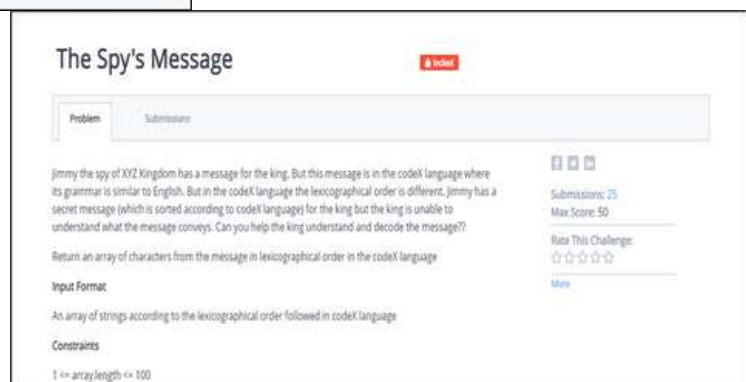 The Spy's Message
locked
Problem
Submissions
Jimmy the spy of XYZ Kingdom has a message for the king. But this message is in the codeX language where
its grammar is similar to English. But in the codeX language the lexicographical order is different. Jimmy has a
secret message (which is sorted according to codeX language) for the king but the king is unable to
understand what the message conveys. Can you help the king understand and decode the message??
Return an array of characters from the message in lexicographical order in the codeX language
Input Format
An array of strings according to the lexicographical order followed in codeX language
Constraints
1 <= array.length <= 100
Submissions: 25
Max Score: 50
Rate This Challenge:
More